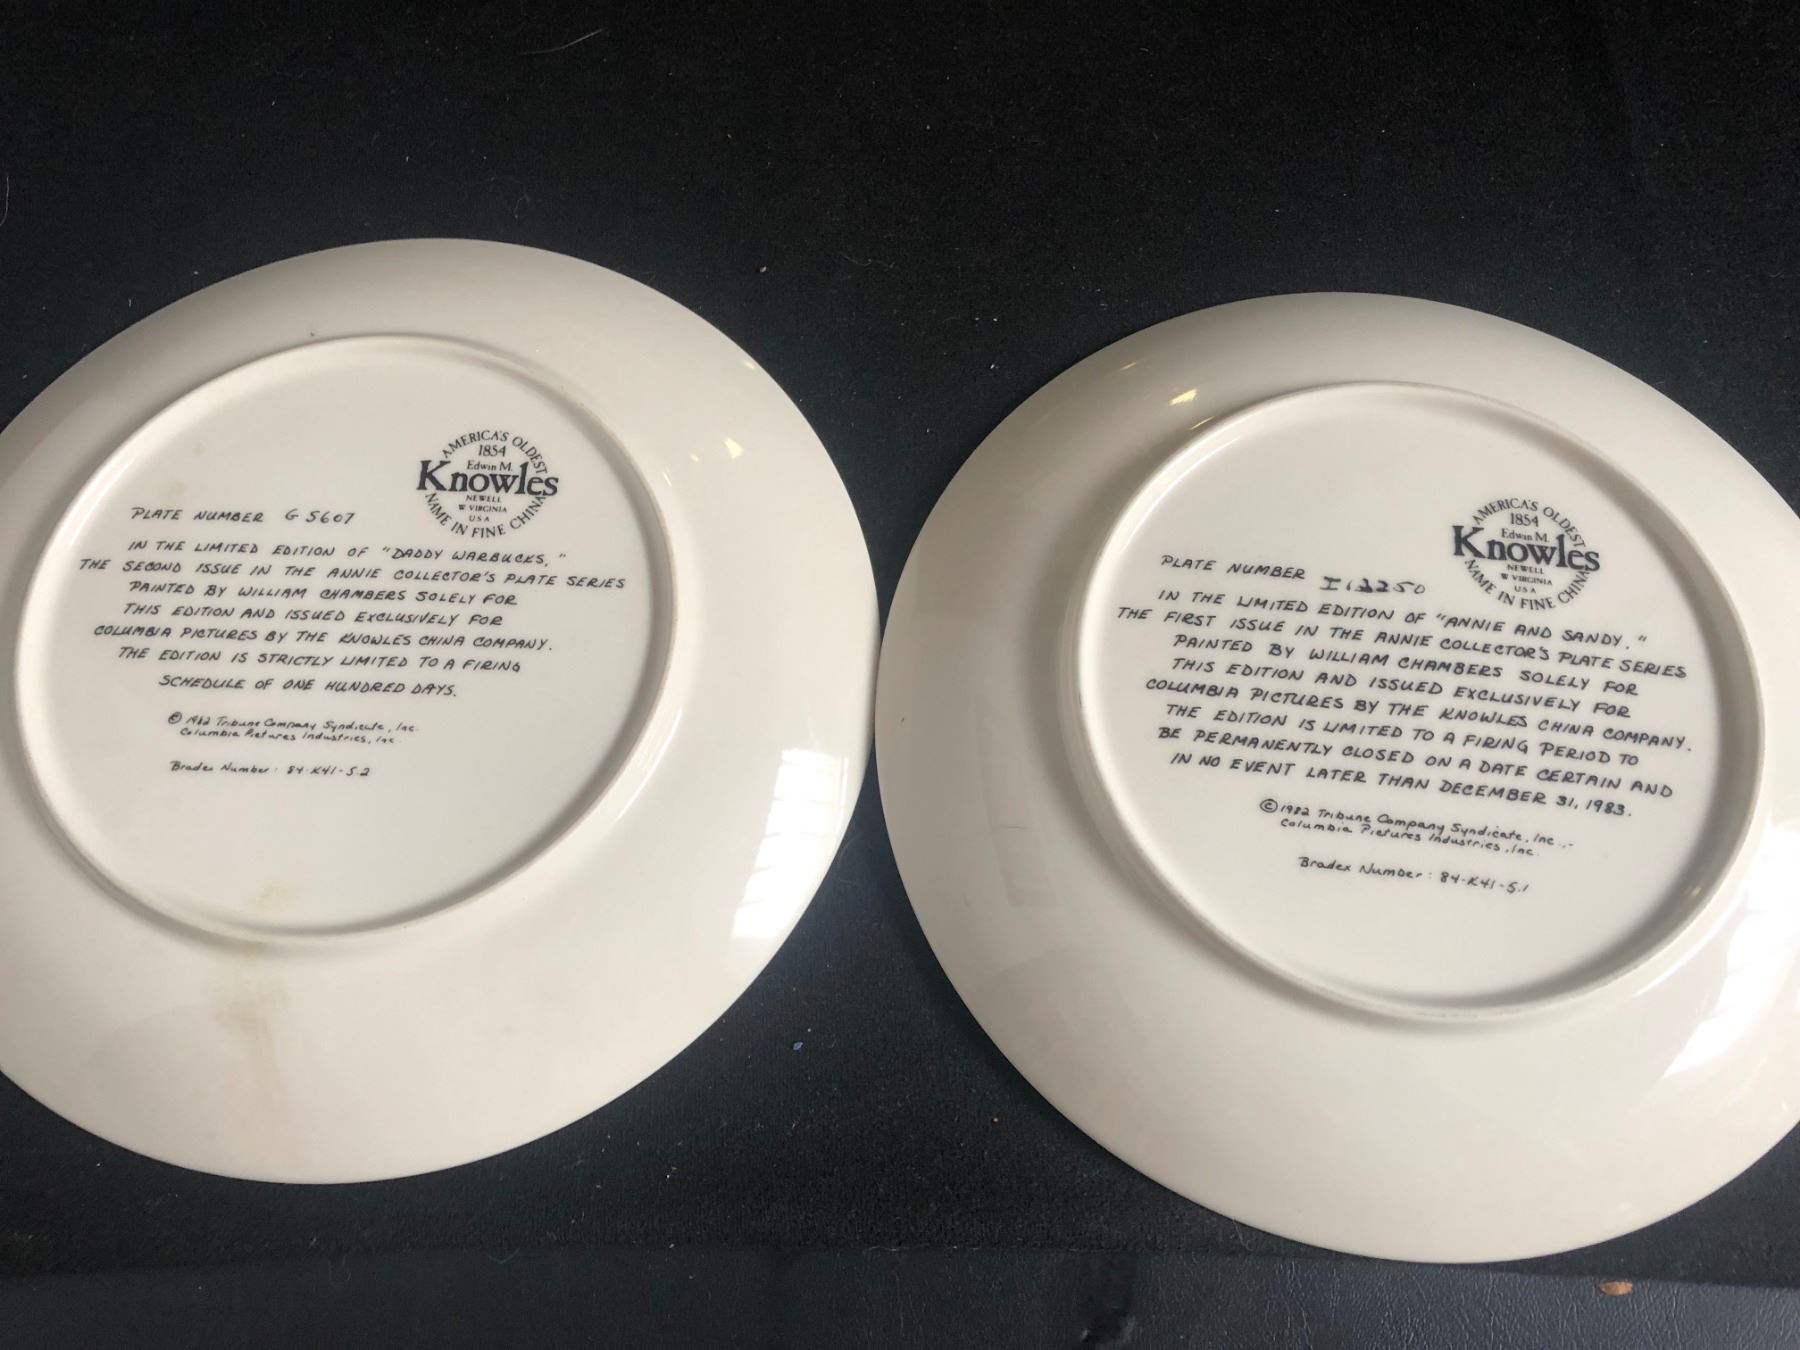 AMERICA'S OLDEST
1854
Edwin M.
Knowles
NEWELL
W VIRGINIA
USA
NAME IN FINE CHINA
PLATE NUMBER G 5607
IN THE LIMITED EDITION OF "DADDY WARBUCKS,"
THE SECOND ISSUE IN THE ANNIE COLLECTOR'S PLATE SERIES
PAINTED BY WILLIAM CHAMBERS SOLELY FOR
THIS EDITION AND ISSUED EXCLUSIVELY FOR
COLUMBIA PICTURES BY THE KNOWLES CHINA COMPANY.
THE EDITION IS STRICTLY LIMITED TO A FIRING
SCHEDULE OF ONE HUNDRED DAYS.
© 1982 Tribune Company Syndicate, Inc.
Columbia Pictures Industries, Inc.
Bradex Number: 84-K41-5.2
AMERICA'S OLDEST
1854
Edwin M.
Knowles
NEWELL
W VIRGINIA
USA
NAME IN FINE CHINA
PLATE NUMBER
IN THE LIMITED EDITION OF "ANNIE AND SANDY."
THE FIRST ISSUE IN THE ANNIE COLLECTOR'S PLATE SERIES
PAINTED BY WILLIAM CHAMBERS SOLELY FOR
THIS EDITION AND ISSUED EXCLUSIVELY FOR
COLUMBIA PICTURES BY THE KNOWLES CHINA COMPANY.
THE EDITION IS LIMITED TO A FIRING PERIOD TO
BE PERMANENTLY CLOSED ON A DATE CERTAIN AND
IN NO EVENT LATER THAN DECEMBER 31, 1983.
© 1982 Tribune Company Syndicate, Inc.
Columbia Pictures Industries, Inc
Bradex Number: 84-K41-5.1